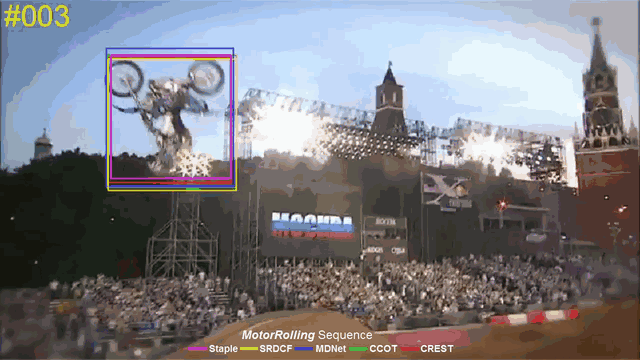 #003
МОСКВА
MotorRolling Sequence
Staple SRDCF MDNet CCOT CREST